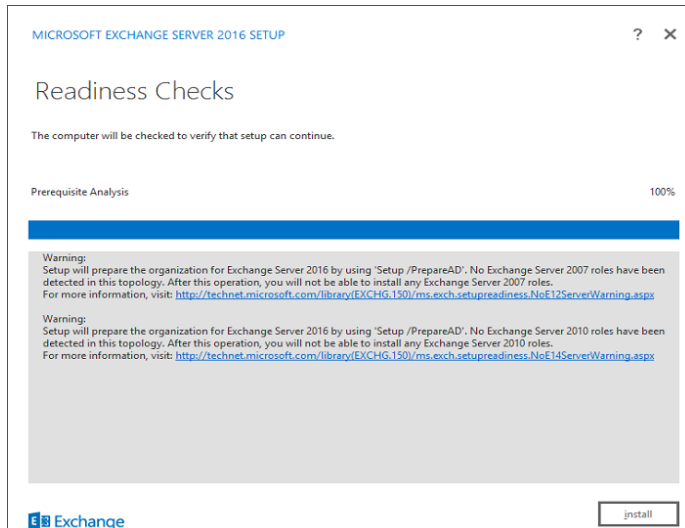 MICROSOFT EXCHANGE SERVER 2016 SETUP
? ✕
Readiness Checks
The computer will be checked to verify that setup can continue.
Prerequisite Analysis 100%
Warning:
Setup will prepare the organization for Exchange Server 2016 by using 'Setup /PrepareAD'. No Exchange Server 2007 roles have been
detected in this topology. After this operation, you will not be able to install any Exchange Server 2007 roles.
For more information, visit: http://technet.microsoft.com/library(EXCHG.150)/ms.exch.setupreadiness.NoE12ServerWarning.aspx
Warning:
Setup will prepare the organization for Exchange Server 2016 by using 'Setup /PrepareAD'. No Exchange Server 2010 roles have been
detected in this topology. After this operation, you will not be able to install any Exchange Server 2010 roles.
For more information, visit: http://technet.microsoft.com/library(EXCHG.150)/ms.exch.setupreadiness.NoE14ServerWarning.aspx
E Exchange
install